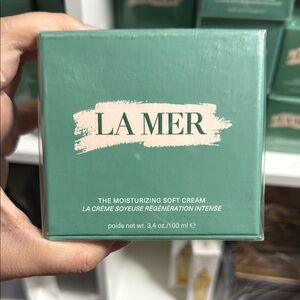 LA MER
THE MOISTURIZING SOFT CREAM
LA CRÈME SOYEUSE RÉGÉNÉRATION INTENSE
poids net wt. 3.4 oz./100 ml ℮